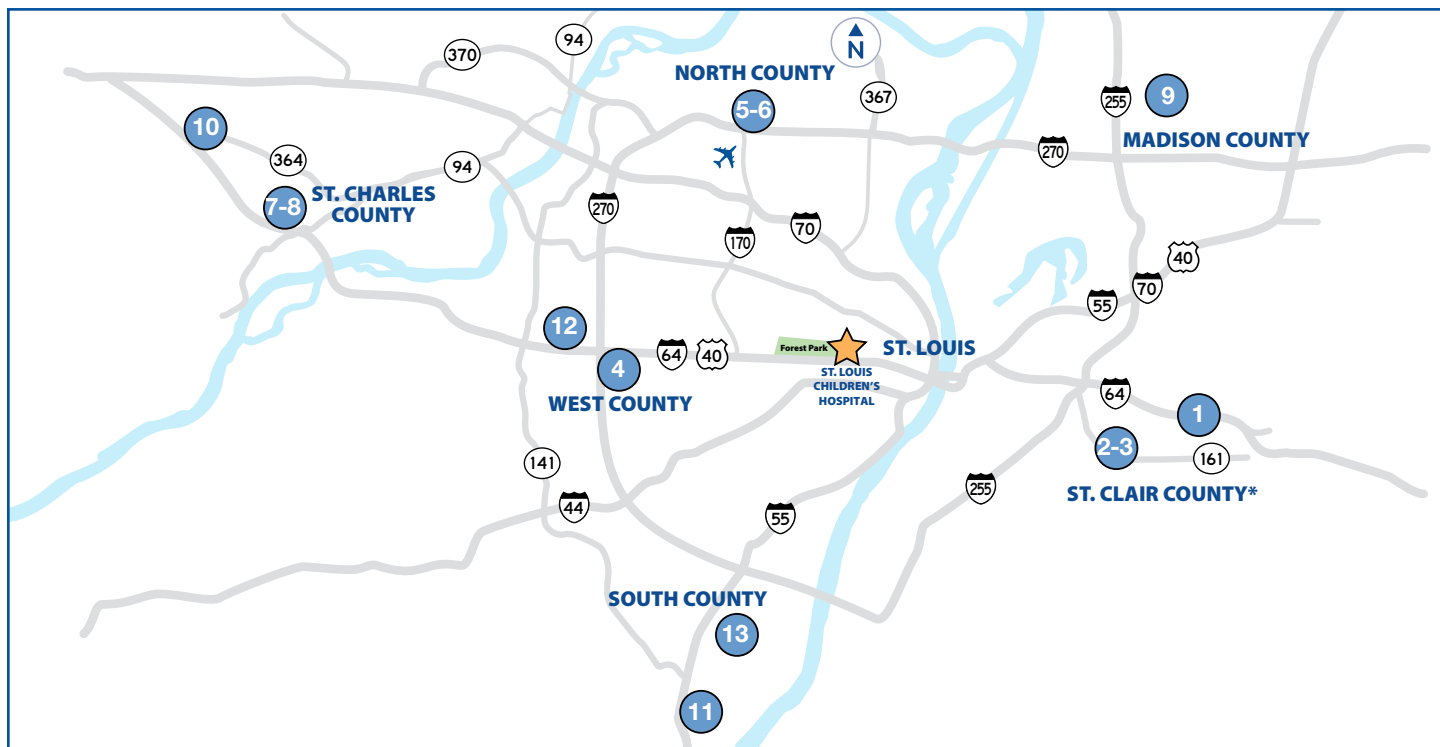 94
370
N
NORTH COUNTY
5-6
367
255
9
MADISON COUNTY
10
364
94
270
7-8
ST. CHARLES
COUNTY
270
170
70
40
70
55
12
64
40
Forest Park
ST. LOUIS
ST. LOUIS
CHILDREN'S
HOSPITAL
4
WEST COUNTY
64
1
2-3
161
ST. CLAIR COUNTY*
141
44
55
255
SOUTH COUNTY
13
11